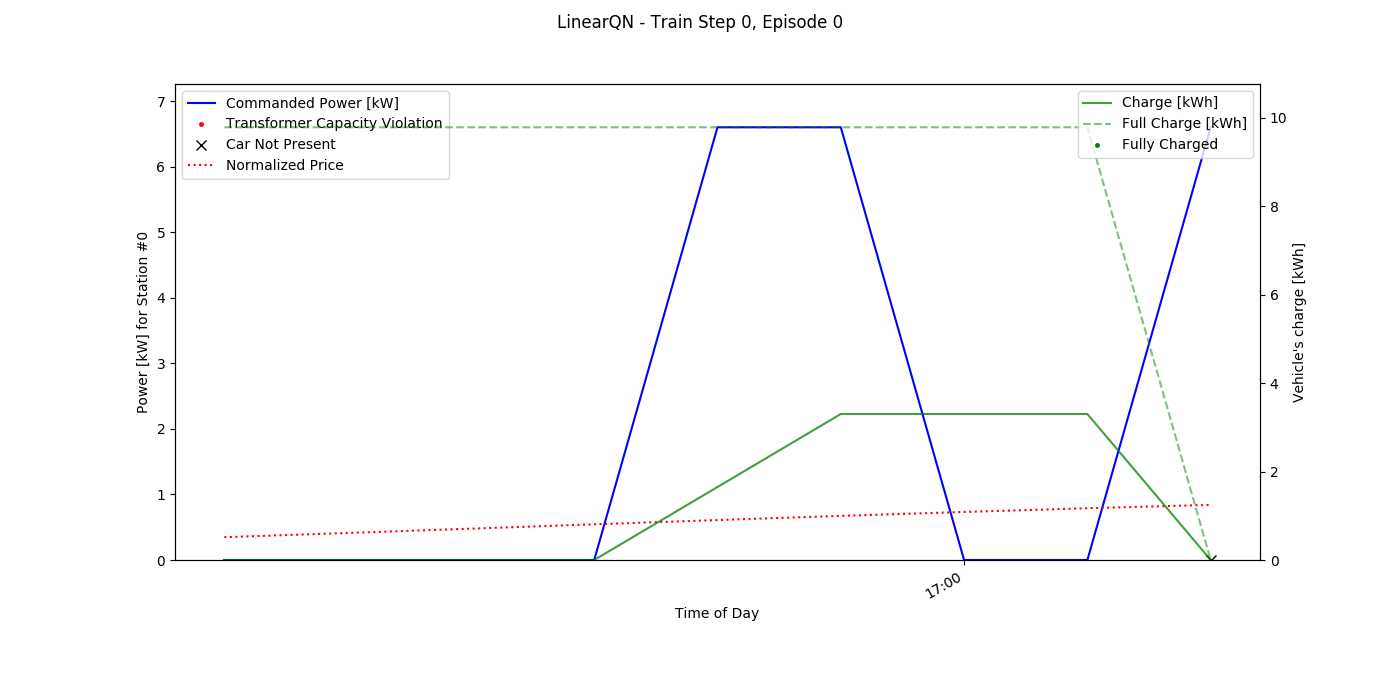 LinearQN - Train Step 0, Episode 0
Commanded Power [kW]
Transformer Capacity Violation
Car Not Present
Normalized Price
Charge [kWh]
Full Charge [kWh]
Fully Charged
7
6
5
4
3
2
1
0
Power [kW] for Station #0
10
8
6
4
2
0
Vehicle's charge [kWh]
17:00
Time of Day